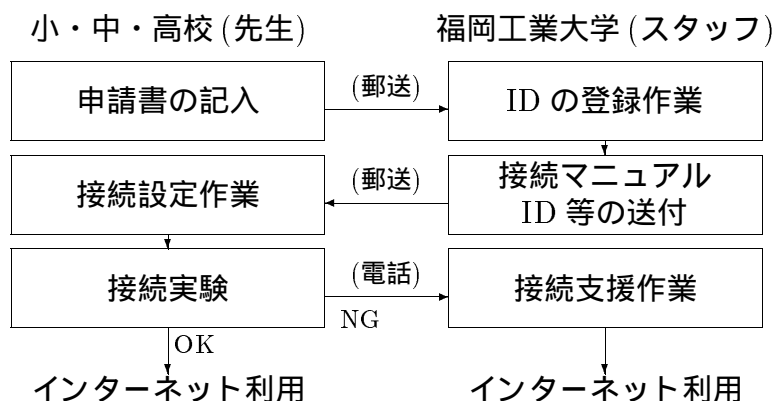 小・中・高校 (先生)
福岡工業大学 (スタッフ)
申請書の記入
(郵送)
ID の登録作業
接続設定作業
(郵送)
接続マニュアル
ID 等の送付
接続実験
(電話)
NG
接続支援作業
OK
インターネット利用
インターネット利用